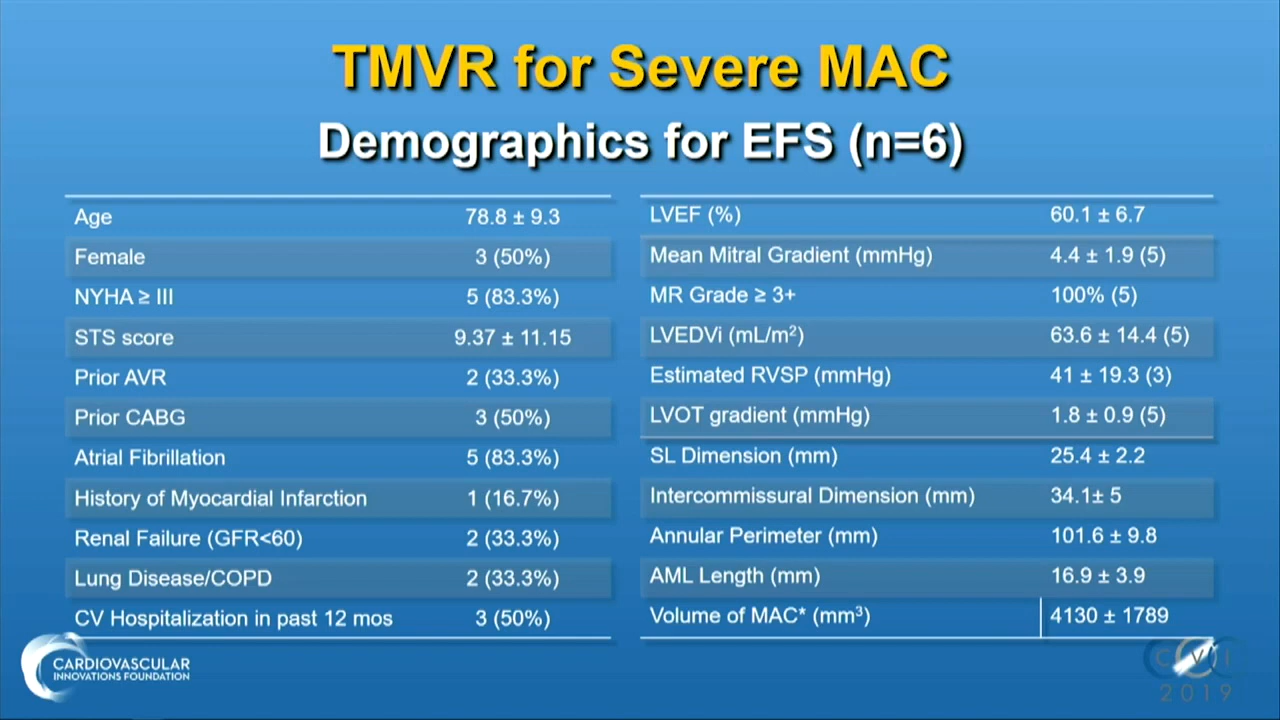 TMVR for Severe MAC
Demographics for EFS (n=6)
Age 78.8 ± 9.3
Female 3 (50%)
NYHA ≥ III 5 (83.3%)
STS score 9.37 ± 11.15
Prior AVR 2 (33.3%)
Prior CABG 3 (50%)
Atrial Fibrillation 5 (83.3%)
History of Myocardial Infarction 1 (16.7%)
Renal Failure (GFR<60) 2 (33.3%)
Lung Disease/COPD 2 (33.3%)
CV Hospitalization in past 12 mos 3 (50%)
LVEF (%) 60.1 ± 6.7
Mean Mitral Gradient (mmHg) 4.4 ± 1.9 (5)
MR Grade ≥ 3+ 100% (5)
LVEDVi (mL/m²) 63.6 ± 14.4 (5)
Estimated RVSP (mmHg) 41 ± 19.3 (3)
LVOT gradient (mmHg) 1.8 ± 0.9 (5)
SL Dimension (mm) 25.4 ± 2.2
Intercommissural Dimension (mm) 34.1± 5
Annular Perimeter (mm) 101.6 ± 9.8
AML Length (mm) 16.9 ± 3.9
Volume of MAC* (mm³) 4130 ± 1789
CARDIOVASCULAR
INNOVATIONS FOUNDATION
CVI
2019